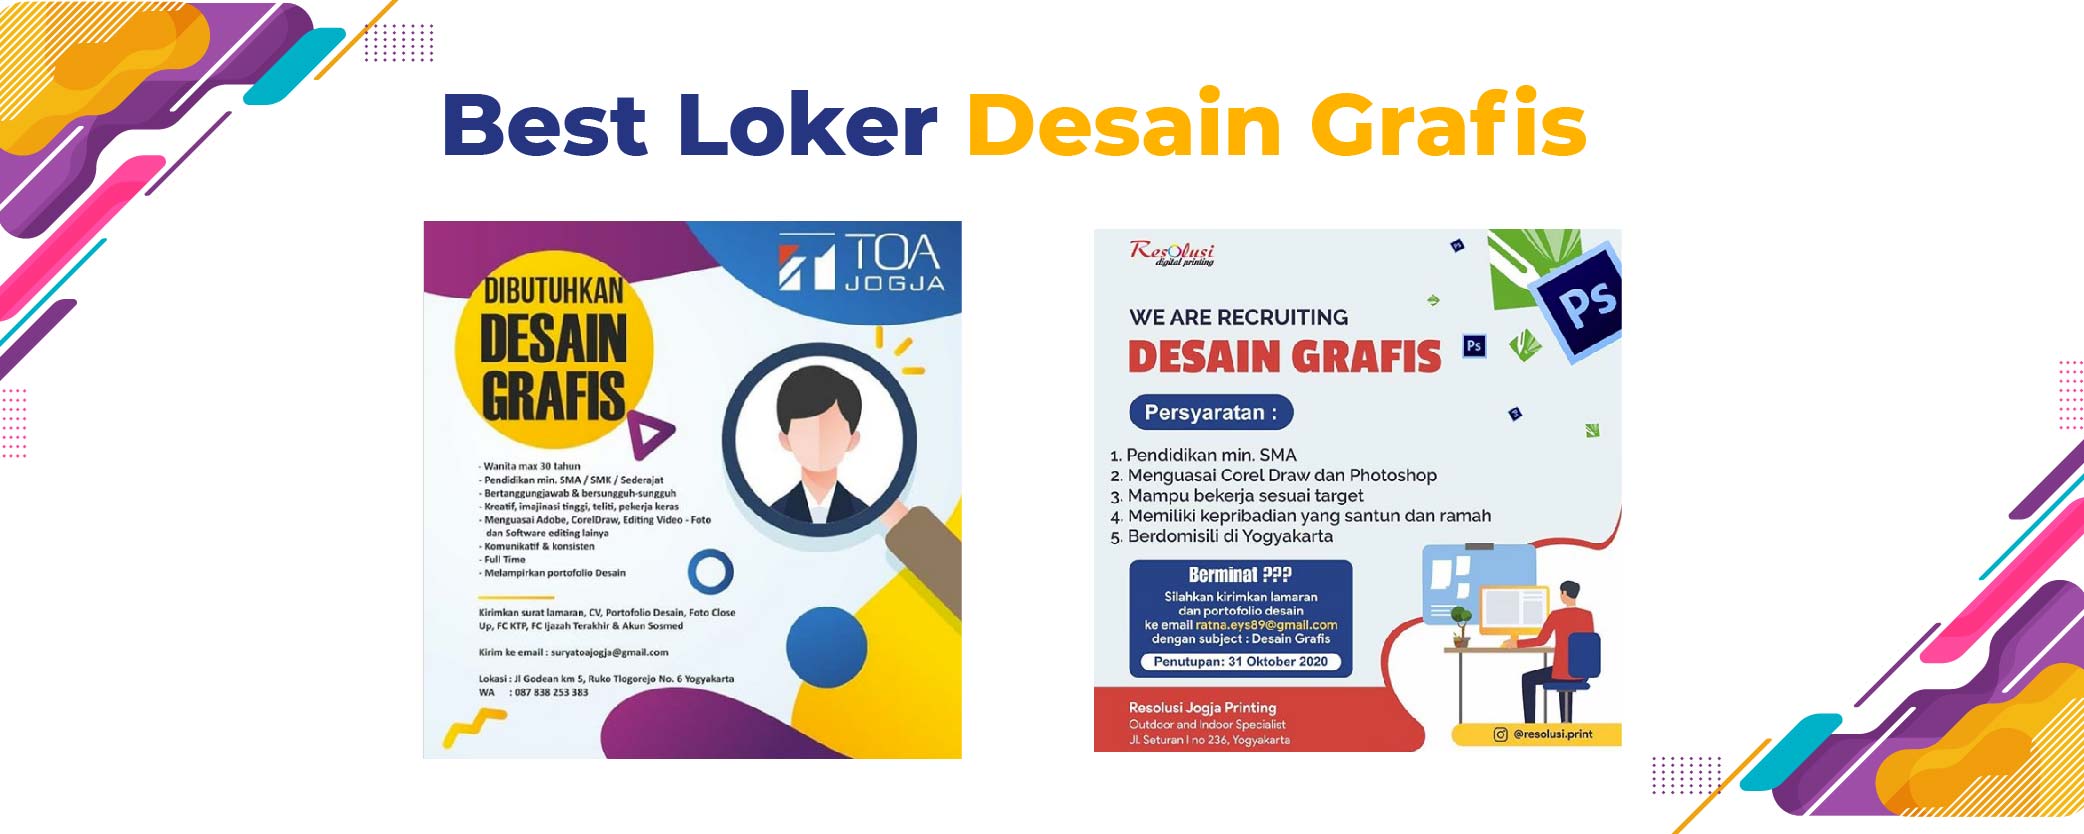 Best Loker Desain Grafis
TOA
JOGJA
DIBUTUHKAN
DESAIN
GRAFIS
- Wanita max 30 tahun
- Pendidikan min. SMA / SMK / Sederajat
- Bertanggungjawab & bersungguh-sungguh
- Kreatif, imajinasi tinggi, teliti, pekerja keras
- Menguasai Adobe, CorelDraw, Editing Video - Foto
dan Software editing lainya
- Komunikatif & konsisten
- Full Time
- Melampirkan portofolio Desain
Kirimkan surat lamaran, CV, Portofolio Desain, Foto Close
Up, FC KTP, FC Ijazah Terakhir & Akun Sosmed
Kirim ke email : suryatoajogja@gmail.com
Lokasi : Jl Godean km 5, Ruko Tlogorejo No. 6 Yogyakarta
WA : 087 838 253 383
Resolusi
digital printing
Ps
Ps
Ps
Ps
WE ARE RECRUITING
DESAIN GRAFIS
Persyaratan :
1. Pendidikan min. SMA
2. Menguasai Corel Draw dan Photoshop
3. Mampu bekerja sesuai target
4. Memiliki kepribadian yang santun dan ramah
5. Berdomisili di Yogyakarta
Berminat ???
Silahkan kirimkan lamaran
dan portofolio desain
ke email ratna.eys89@gmail.com
dengan subject : Desain Grafis
Penutupan: 31 Oktober 2020
Resolusi Jogja Printing
Outdoor and Indoor Specialist
Jl. Seturan I no 236, Yogyakarta
@resolusi.print